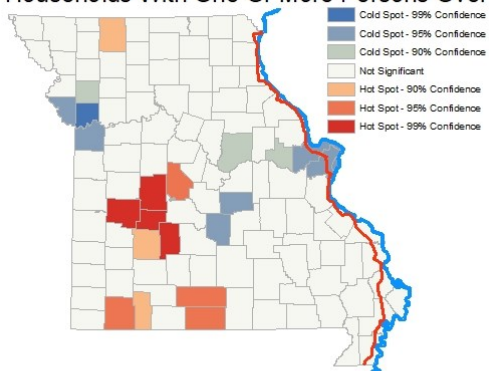 Households With One Or More Persons Over
Cold Spot - 99% Confidence
Cold Spot - 95% Confidence
Cold Spot - 90% Confidence
Not Significant
Hot Spot - 90% Confidence
Hot Spot - 95% Confidence
Hot Spot - 99% Confidence